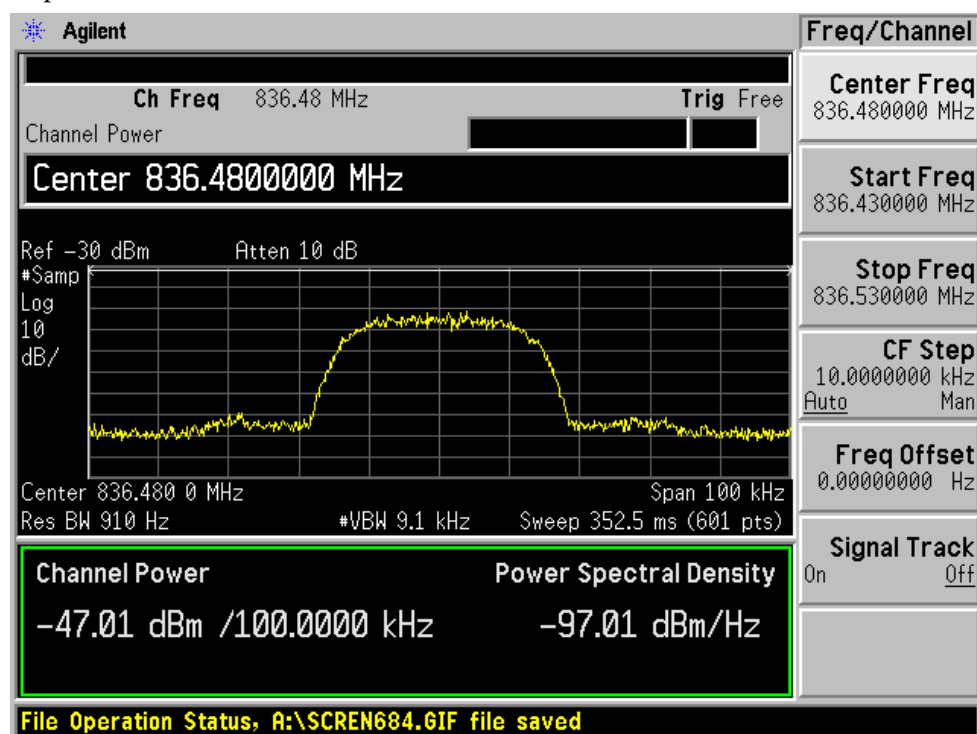 Agilent
Freq/Channel
Ch Freq 836.48 MHz Trig Free
Channel Power
Center 836.4800000 MHz
Ref -30 dBm Atten 10 dB
#Samp
Log
10
dB/
Center 836.480 0 MHz Span 100 kHz
Res BW 910 Hz #VBW 9.1 kHz Sweep 352.5 ms (601 pts)
Channel Power Power Spectral Density
-47.01 dBm /100.0000 kHz -97.01 dBm/Hz
File Operation Status, A:\SCREN684.GIF file saved
Center Freq
836.480000 MHz
Start Freq
836.430000 MHz
Stop Freq
836.530000 MHz
CF Step
10.0000000 kHz
Auto Man
Freq Offset
0.00000000 Hz
Signal Track
On Off